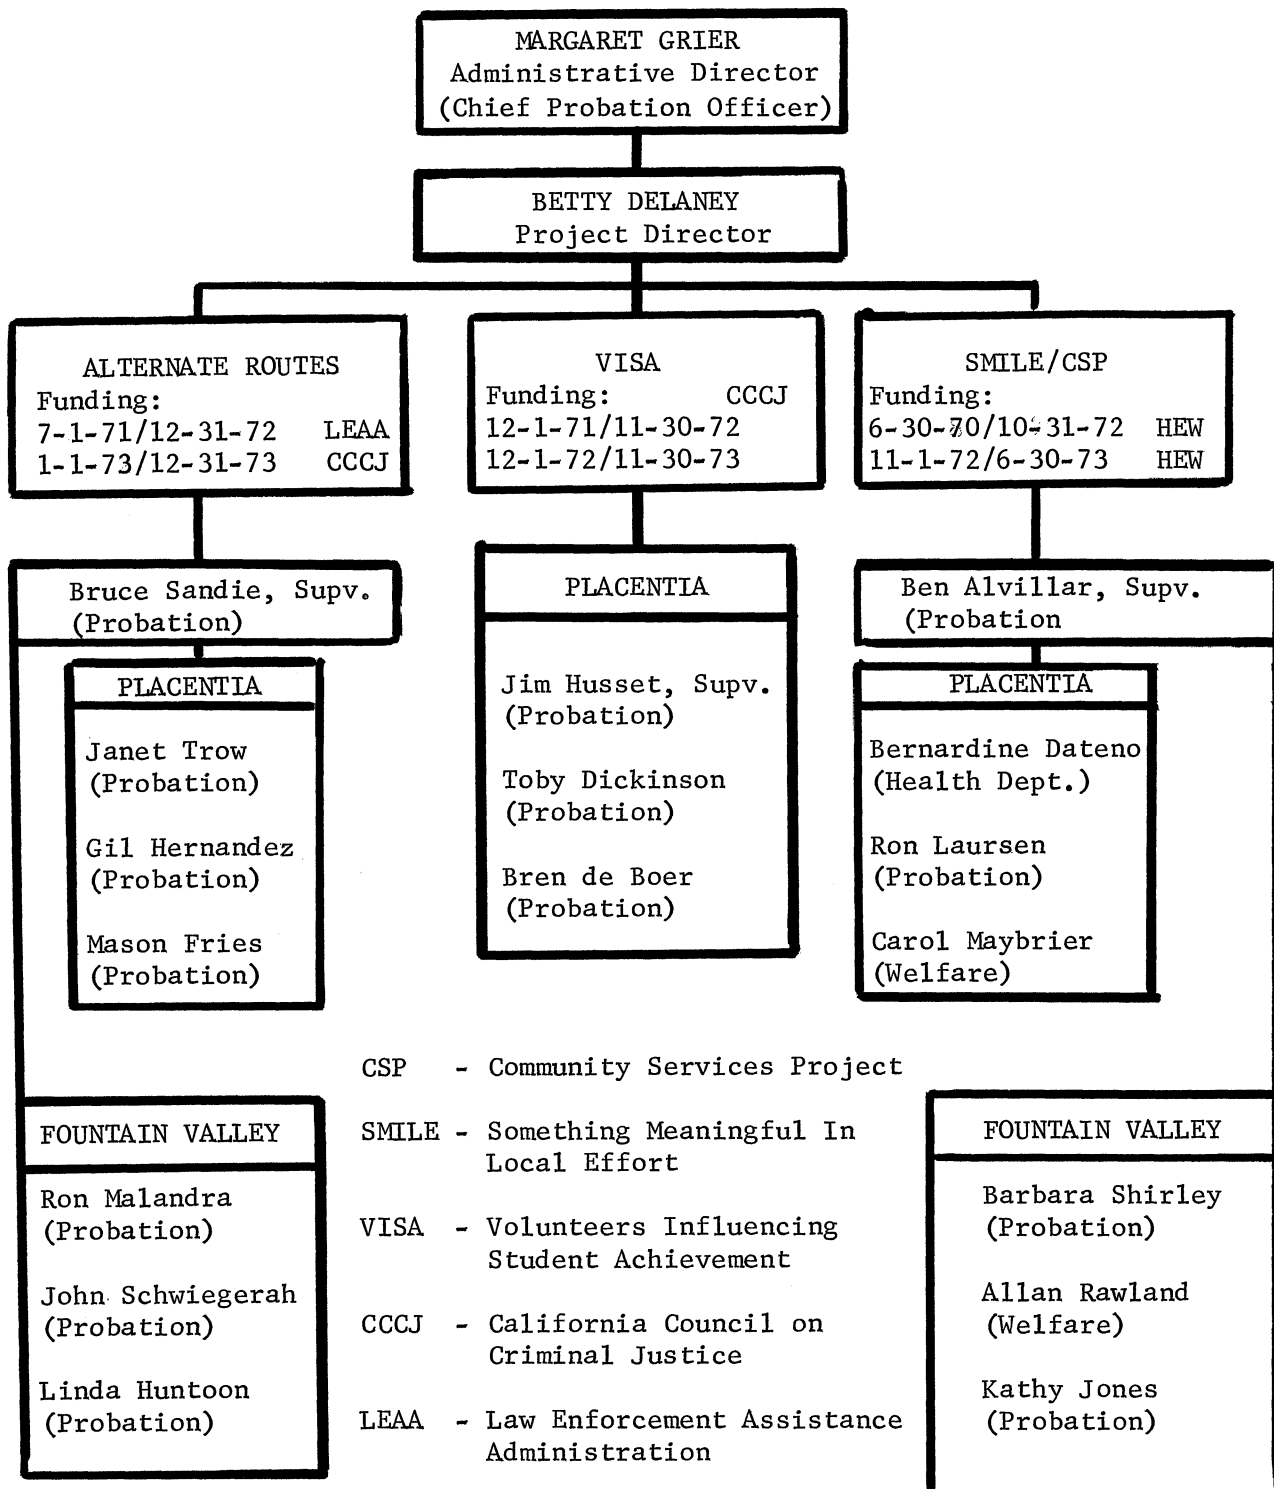 MARGARET GRIER
Administrative Director
(Chief Probation Officer)
BETTY DELANEY
Project Director
ALTERNATE ROUTES
Funding:
7-1-71/12-31-72 LEAA
1-1-73/12-31-73 CCCJ
VISA
Funding: CCCJ
12-1-71/11-30-72
12-1-72/11-30-73
SMILE/CSP
Funding:
6-30-70/10-31-72 HEW
11-1-72/6-30-73 HEW
Bruce Sandie, Supv.
(Probation)
PLACENTIA
Janet Trow
(Probation)
Gil Hernandez
(Probation)
Mason Fries
(Probation)
PLACENTIA
Jim Husset, Supv.
(Probation)
Toby Dickinson
(Probation)
Bren de Boer
(Probation)
Ben Alvillar, Supv.
(Probation
PLACENTIA
Bernardine Dateno
(Health Dept.)
Ron Laursen
(Probation)
Carol Maybrier
(Welfare)
FOUNTAIN VALLEY
Ron Malandra
(Probation)
John Schwiegerah
(Probation)
Linda Huntoon
(Probation)
CSP - Community Services Project
SMILE - Something Meaningful In
Local Effort
VISA - Volunteers Influencing
Student Achievement
CCCJ - California Council on
Criminal Justice
LEAA - Law Enforcement Assistance
Administration
FOUNTAIN VALLEY
Barbara Shirley
(Probation)
Allan Rawland
(Welfare)
Kathy Jones
(Probation)